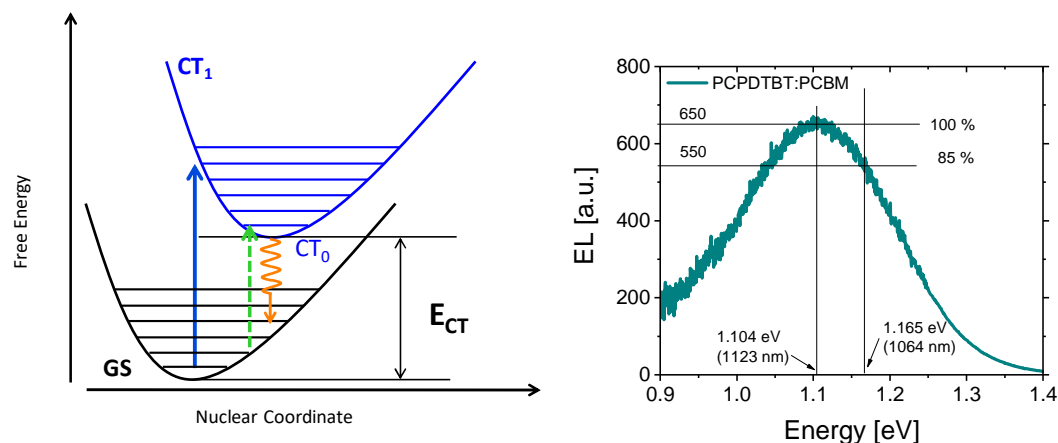 CT1
CT0
ECT
GS
Free Energy
Nuclear Coordinate
PCPDTBT:PCBM
800
600
400
200
0
EL [a.u.]
650
100 %
550
85 %
1.104 eV
(1123 nm)
1.165 eV
(1064 nm)
0.9 1.0 1.1 1.2 1.3 1.4
Energy [eV]